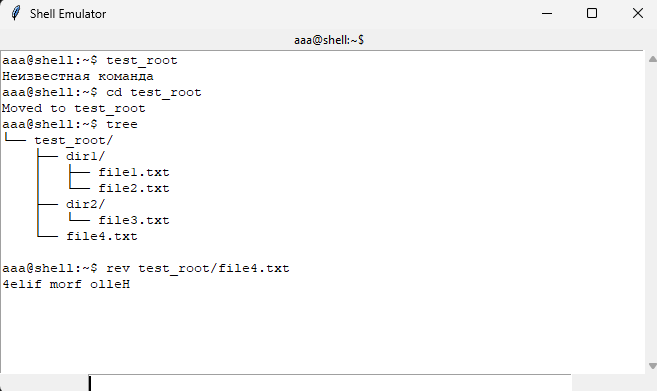 Shell Emulator
aaa@shell:~$
aaa@shell:~$ test_root
Неизвестная команда
aaa@shell:~$ cd test_root
Moved to test_root
aaa@shell:~$ tree
└── test_root/
    ├── dir1/
    │   ├── file1.txt
    │   └── file2.txt
    ├── dir2/
    │   └── file3.txt
    └── file4.txt
aaa@shell:~$ rev test_root/file4.txt
4elif morf olleH